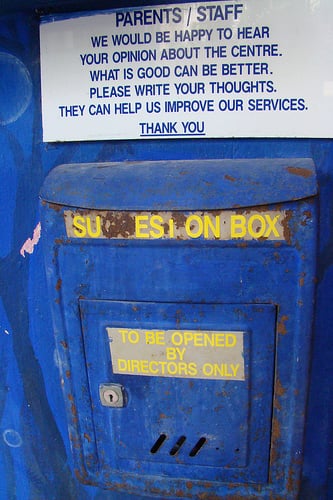 PARENTS / STAFF
WE WOULD BE HAPPY TO HEAR
YOUR OPINION ABOUT THE CENTRE.
WHAT IS GOOD CAN BE BETTER.
PLEASE WRITE YOUR THOUGHTS.
THEY CAN HELP US IMPROVE OUR SERVICES.
THANK YOU
SU ESI ON BOX
TO BE OPENED
BY
DIRECTORS ONLY